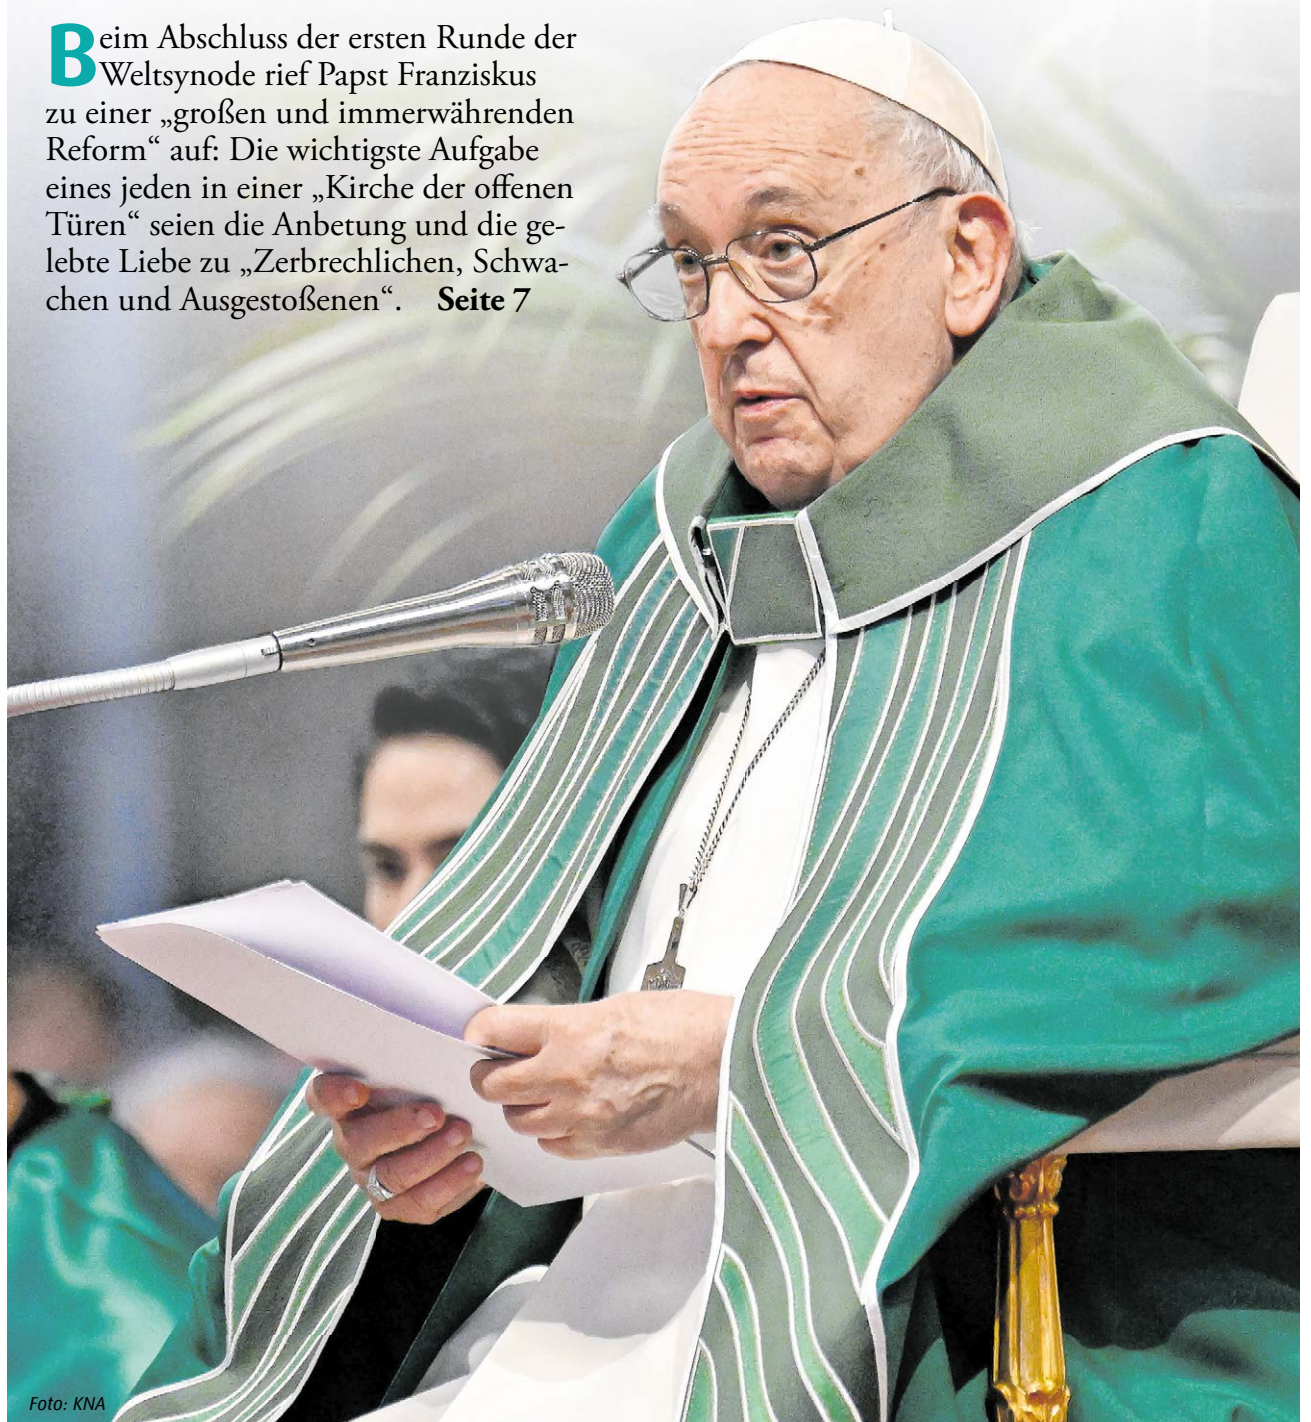 Beim Abschluss der ersten Runde der
Weltsynode rief Papst Franziskus
zu einer „großen und immerwährenden
Reform“ auf: Die wichtigste Aufgabe
eines jeden in einer „Kirche der offenen
Türen“ seien die Anbetung und die ge-
lebte Liebe zu „Zerbrechlichen, Schwa-
chen und Ausgestoßenen“. Seite 7
Foto: KNA